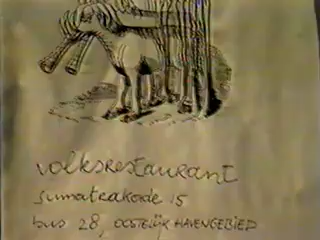 volksrestaurant
sumatrakade 15
bus 28, OOSTELIJK HAVENGEBIED